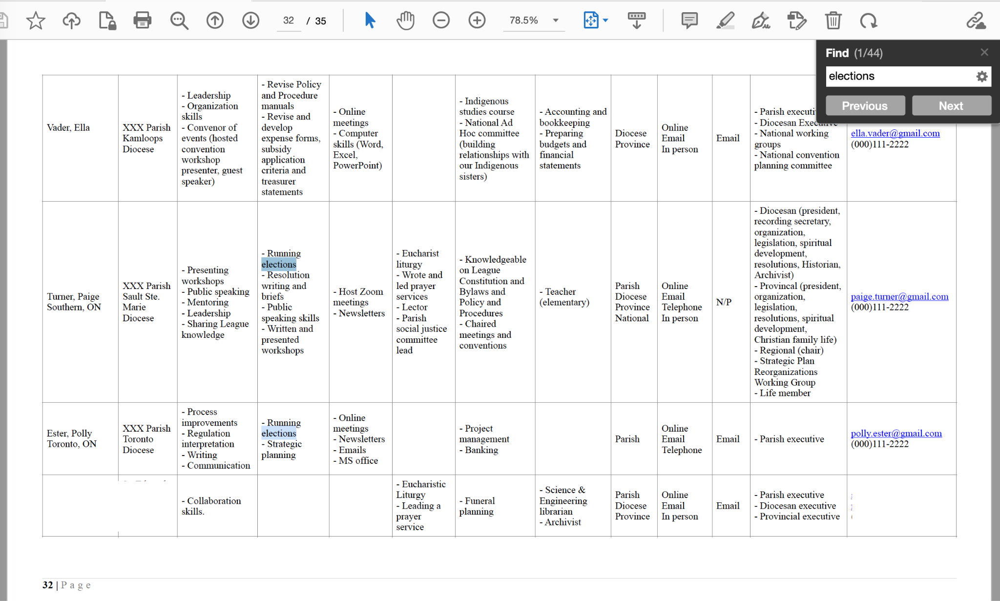 32 / 35
78.5%
Find (1/44)
elections
Previous
Next
Vader, Ella
XXX Parish
Kamloops
Diocese
- Leadership
- Organization
skills
- Convenor of
events (hosted
convention
workshop
presenter, guest
speaker)
- Revise Policy
and Procedure
manuals
- Revise and
develop
expense forms,
subsidy
application
criteria and
treasurer
statements
- Online
meetings
- Computer
skills (Word,
Excel,
PowerPoint)
- Indigenous
studies course
- National Ad
Hoc committee
(building
relationships with
our Indigenous
sisters)
- Accounting and
bookkeeping
- Preparing
budgets and
financial
statements
Diocese
Province
Online
Email
In person
Email
- Parish executi
- Diocesan Executive
- National working
groups
- National convention
planning committee
ella.vader@gmail.com
(000)111-2222
Turner, Paige
Southern, ON
XXX Parish
Sault Ste.
Marie
Diocese
- Presenting
workshops
- Public speaking
- Mentoring
- Leadership
- Sharing League
knowledge
- Running
elections
- Resolution
writing and
briefs
- Public
speaking skills
- Written and
presented
workshops
- Host Zoom
meetings
- Newsletters
- Eucharist
liturgy
- Wrote and
led prayer
services
- Lector
- Parish
social justice
committee
lead
- Knowledgeable
on League
Constitution and
Bylaws and
Policy and
Procedures
- Chaired
meetings and
conventions
- Teacher
(elementary)
Parish
Diocese
Province
National
Online
Email
Telephone
In person
N/P
- Diocesan (president,
recording secretary,
organization,
legislation, spiritual
development,
resolutions, Historian,
Archivist)
- Provincal (president,
organization,
legislation,
resolutions, spiritual
development,
Christian family life)
- Regional (chair)
- Strategic Plan
Reorganizations
Working Group
- Life member
paige.turner@gmail.com
(000)111-2222
Ester, Polly
Toronto, ON
XXX Parish
Toronto
Diocese
- Process
improvements
- Regulation
interpretation
- Writing
- Communication
- Running
elections
- Strategic
planning
- Online
meetings
- Newsletters
- Emails
- MS office
- Project
management
- Banking
Parish
Online
Email
Telephone
Email
- Parish executive
polly.ester@gmail.com
(000)111-2222
- Collaboration
skills.
- Eucharistic
Liturgy
- Leading a
prayer
service
- Funeral
planning
- Science &
Engineering
librarian
- Archivist
Parish
Diocese
Province
Online
Email
In person
Email
- Parish executive
- Diocesan executive
- Provincial executive
32 | Page